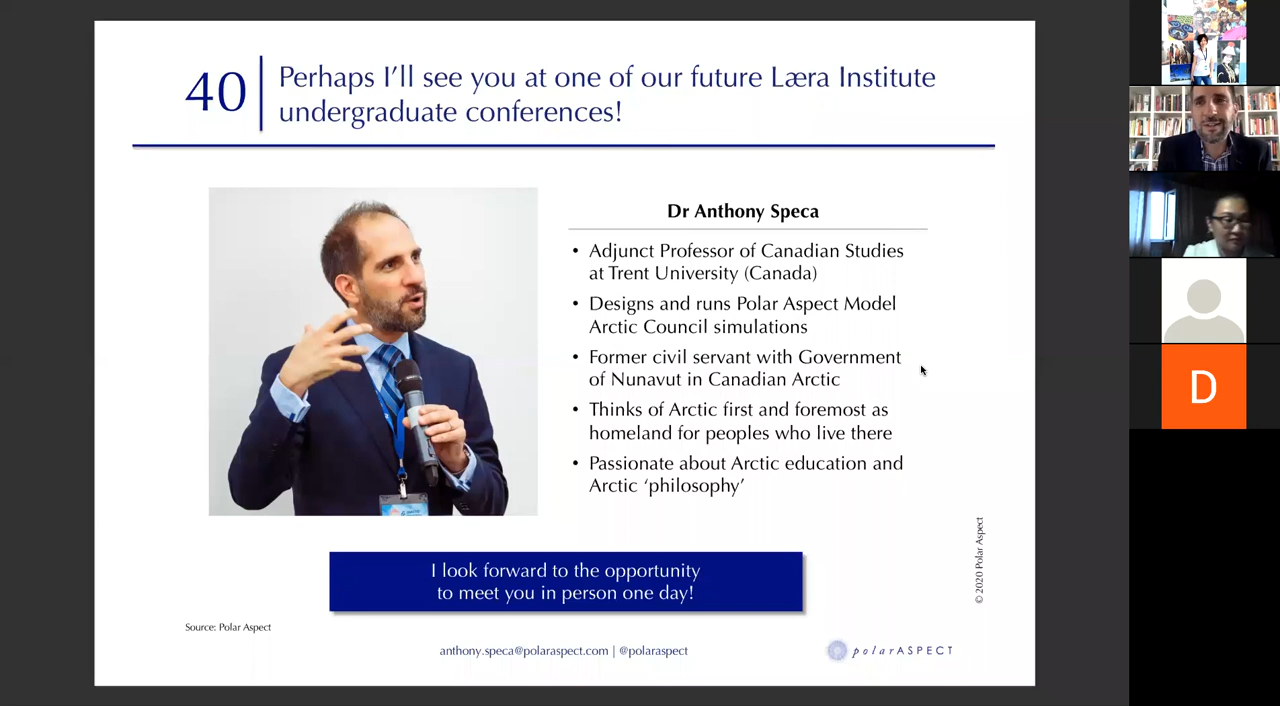 40
Perhaps I'll see you at one of our future Læra Institute
undergraduate conferences!
Dr Anthony Speca
• Adjunct Professor of Canadian Studies
at Trent University (Canada)
• Designs and runs Polar Aspect Model
Arctic Council simulations
• Former civil servant with Government
of Nunavut in Canadian Arctic
• Thinks of Arctic first and foremost as
homeland for peoples who live there
• Passionate about Arctic education and
Arctic ‘philosophy’
I look forward to the opportunity
to meet you in person one day!
© 2020 Polar Aspect
Source: Polar Aspect
anthony.speca@polaraspect.com | @polaraspect
polarASPECT
D